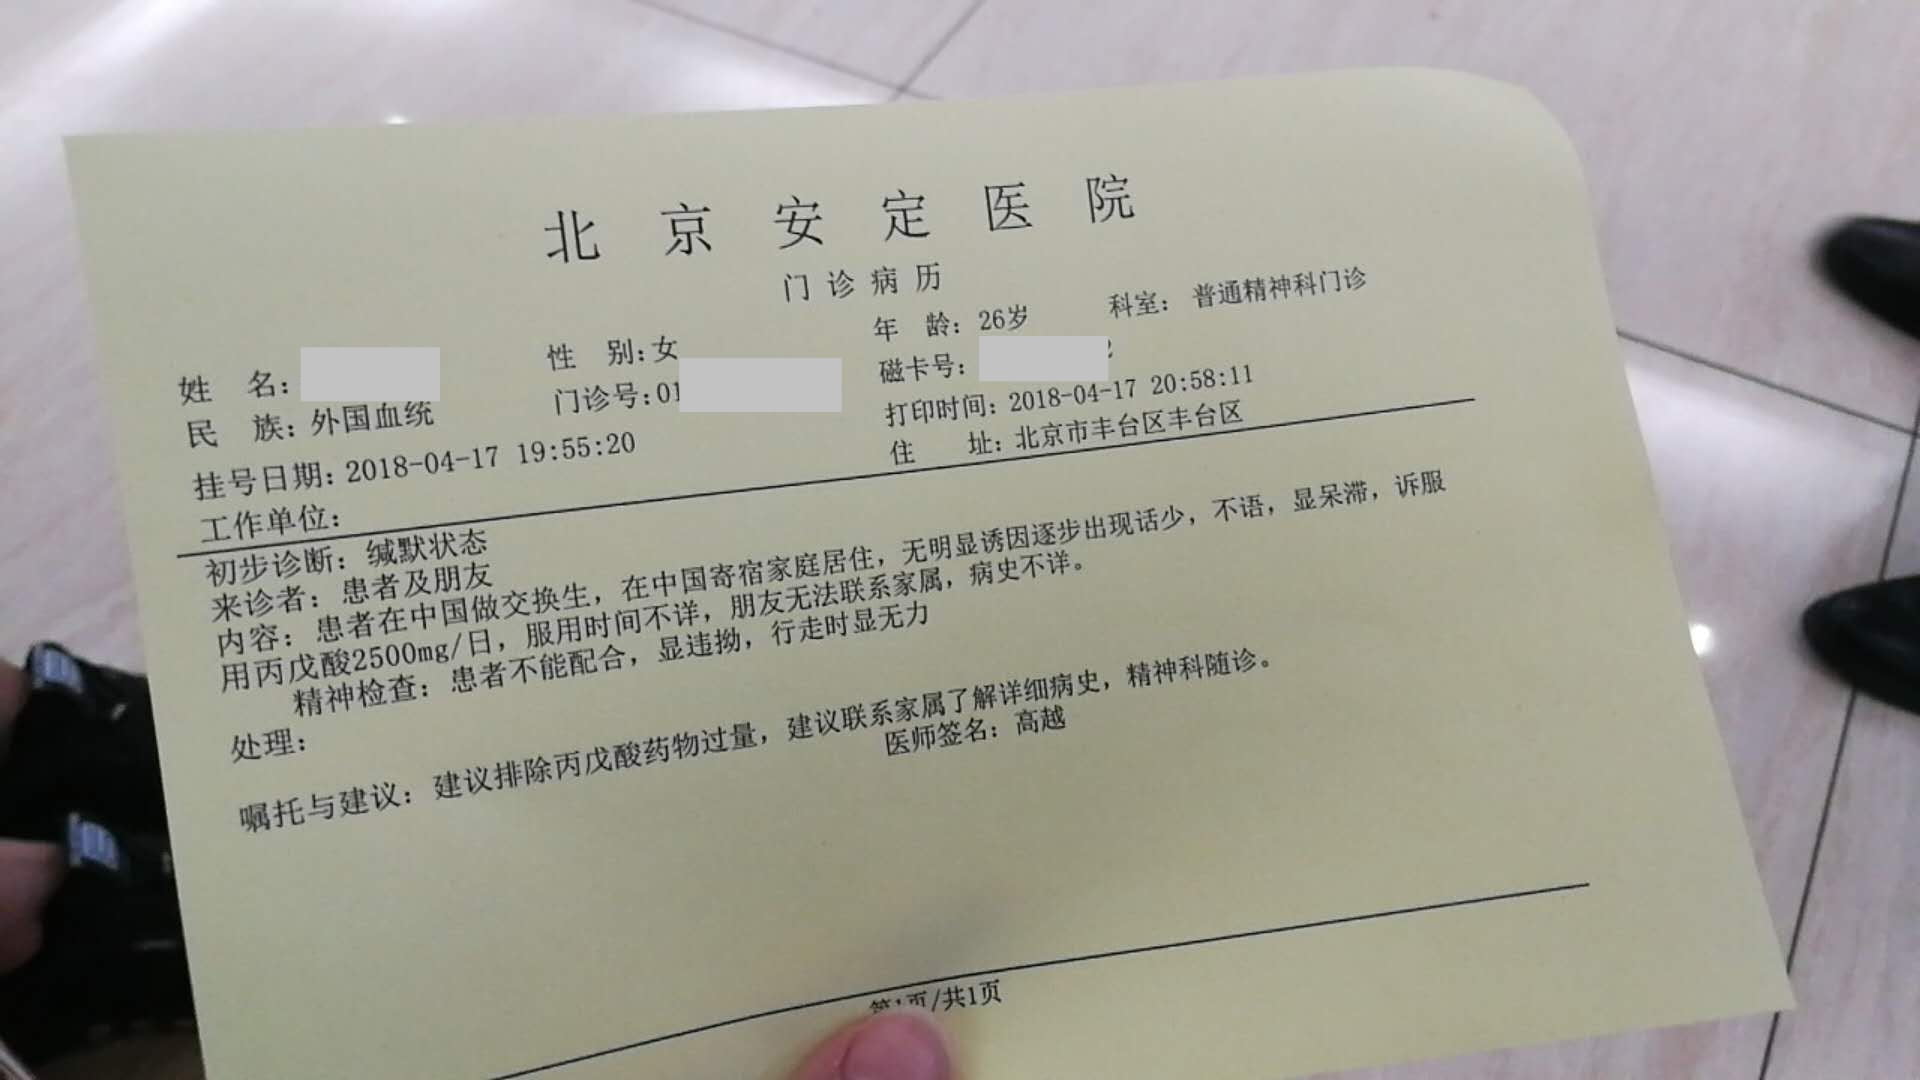 北京安定医院
门诊病历
姓 名: 性 别:女 年 龄: 26岁 科室: 普通精神科门诊
民 族: 外国血统 门诊号:01 磁卡号: 2
挂号日期: 2018-04-17 19:55:20 打印时间: 2018-04-17 20:58:11
工作单位: 住 址: 北京市丰台区丰台区
初步诊断: 缄默状态
来诊者: 患者及朋友
内容: 患者在中国做交换生, 在中国寄宿家庭居住, 无明显诱因逐步出现话少, 不语, 显呆滞, 诉服
用丙戊酸2500mg/日, 服用时间不详, 朋友无法联系家属, 病史不详。
精神检查: 患者不能配合, 显违拗, 行走时显无力
处理:
嘱托与建议: 建议排除丙戊酸药物过量, 建议联系家属了解详细病史, 精神科随诊。
医师签名: 高越
第1页/共1页